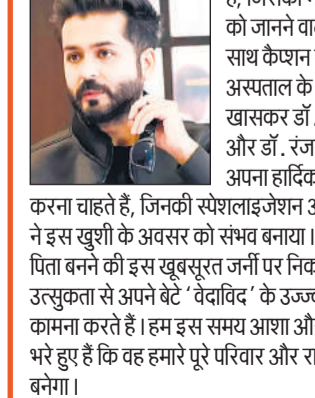 को जानने
साथ कैप्शन
अस्पताल के
खासकर डॉ.
और डॉ. रंज
अपना हार्दिक
करना चाहते हैं, जिनकी स्पेशलाइजेशन
ने इस खुशी के अवसर को संभव बनाया।
पिता बनने की इस खूबसूरत जर्नी पर
उत्सुकता से अपने बेटे ‘वेदाविद’ के
कामना करते हैं। हम इस समय आशा
भरे हुए हैं कि वह हमारे पूरे परिवार और
बनेगा।